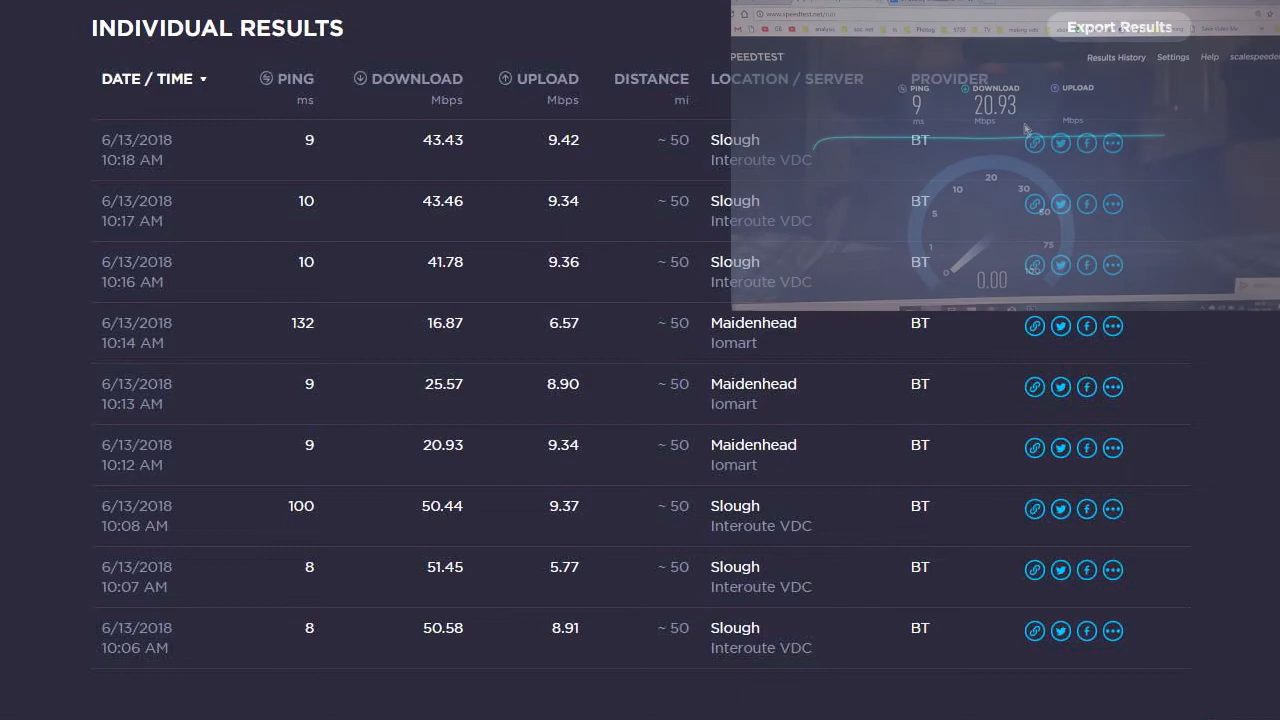 INDIVIDUAL RESULTS
Export Results
DATE / TIME PING DOWNLOAD UPLOAD DISTANCE LOCATION / SERVER PROVIDER
ms Mbps Mbps mi
6/13/2018 9 43.43 9.42 ~ 50 Slough BT
10:18 AM Interoute VDC
6/13/2018 10 43.46 9.34 ~ 50 Slough BT
10:17 AM Interoute VDC
6/13/2018 10 41.78 9.36 ~ 50 Slough BT
10:16 AM Interoute VDC
6/13/2018 132 16.87 6.57 ~ 50 Maidenhead BT
10:14 AM Iomart
6/13/2018 9 25.57 8.90 ~ 50 Maidenhead BT
10:13 AM Iomart
6/13/2018 9 20.93 9.34 ~ 50 Maidenhead BT
10:12 AM Iomart
6/13/2018 100 50.44 9.37 ~ 50 Slough BT
10:08 AM Interoute VDC
6/13/2018 8 51.45 5.77 ~ 50 Slough BT
10:07 AM Interoute VDC
6/13/2018 8 50.58 8.91 ~ 50 Slough BT
10:06 AM Interoute VDC
www.speedtest.net/run
PEEDTEST
Results History Settings Help scalespeeder
PING DOWNLOAD UPLOAD
9 20.93
ms Mbps Mbps
0 1 5 10 20 30 50 75 100
0.00